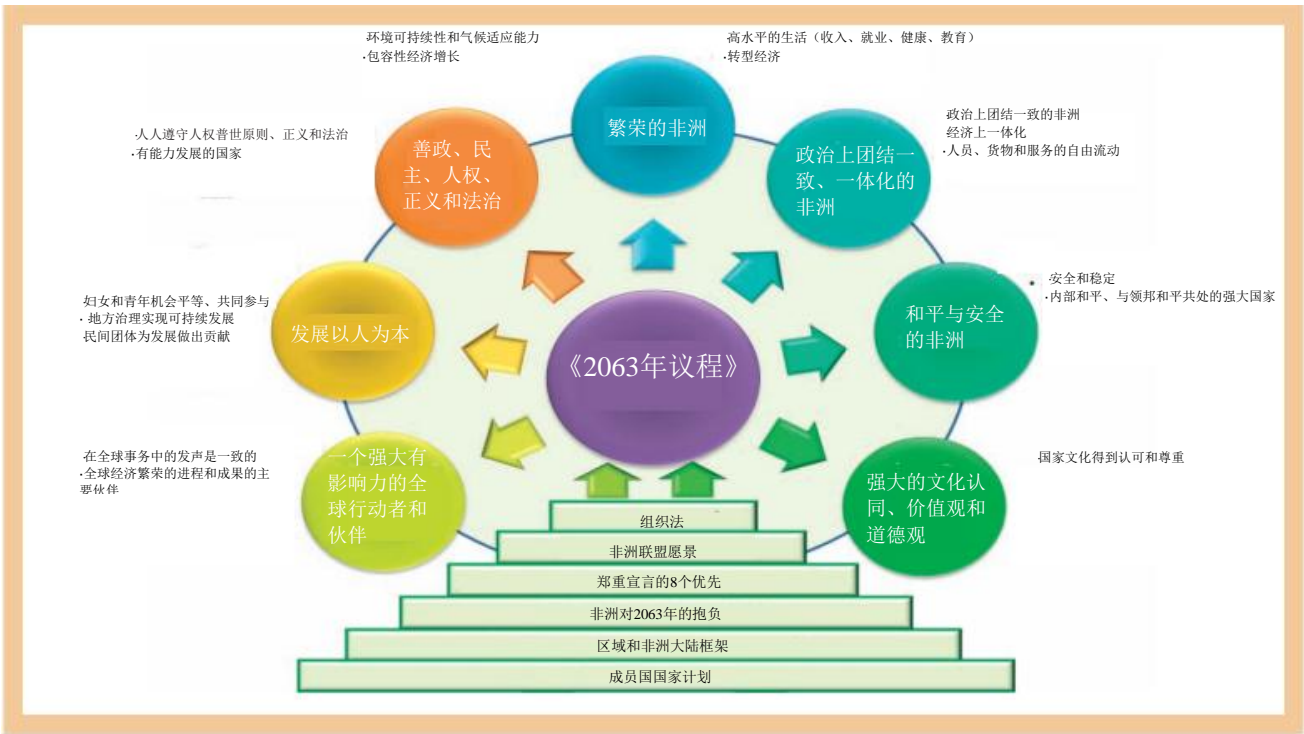 ·环境可持续性和气候适应能力
·包容性经济增长
·高水平的生活（收入、就业、健康、教育）
·转型经济
繁荣的非洲
·人人遵守人权普世原则、正义和法治
·有能力发展的国家
善政、民
主、人权、
正义和法治
·政治上团结一致的非洲
·经济上一体化
·人员、货物和服务的自由流动
政治上团结一
致、一体化的
非洲
·妇女和青年机会平等、共同参与
· 地方治理实现可持续发展
·民间团体为发展做出贡献
发展以人为本
《2063年议程》
·安全和稳定
·内部和平、与领邦和平共处的强大国家
和平与安全
的非洲
·在全球事务中的发声是一致的
·全球经济繁荣的进程和成果的主
要伙伴
一个强大有
影响力的全
球行动者和
伙伴
·国家文化得到认可和尊重
强大的文化认
同、价值观和
道德观
组织法
非洲联盟愿景
郑重宣言的8个优先
非洲对2063年的抱负
区域和非洲大陆框架
成员国国家计划